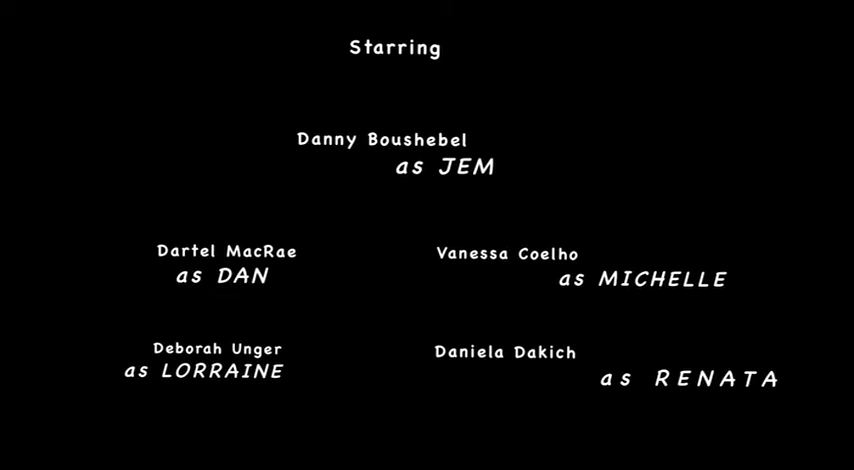 Starring
Danny Boushebel
as JEM
Dartel MacRae
as DAN
Vanessa Coelho
as MICHELLE
Deborah Unger
as LORRAINE
Daniela Dakich
as RENATA